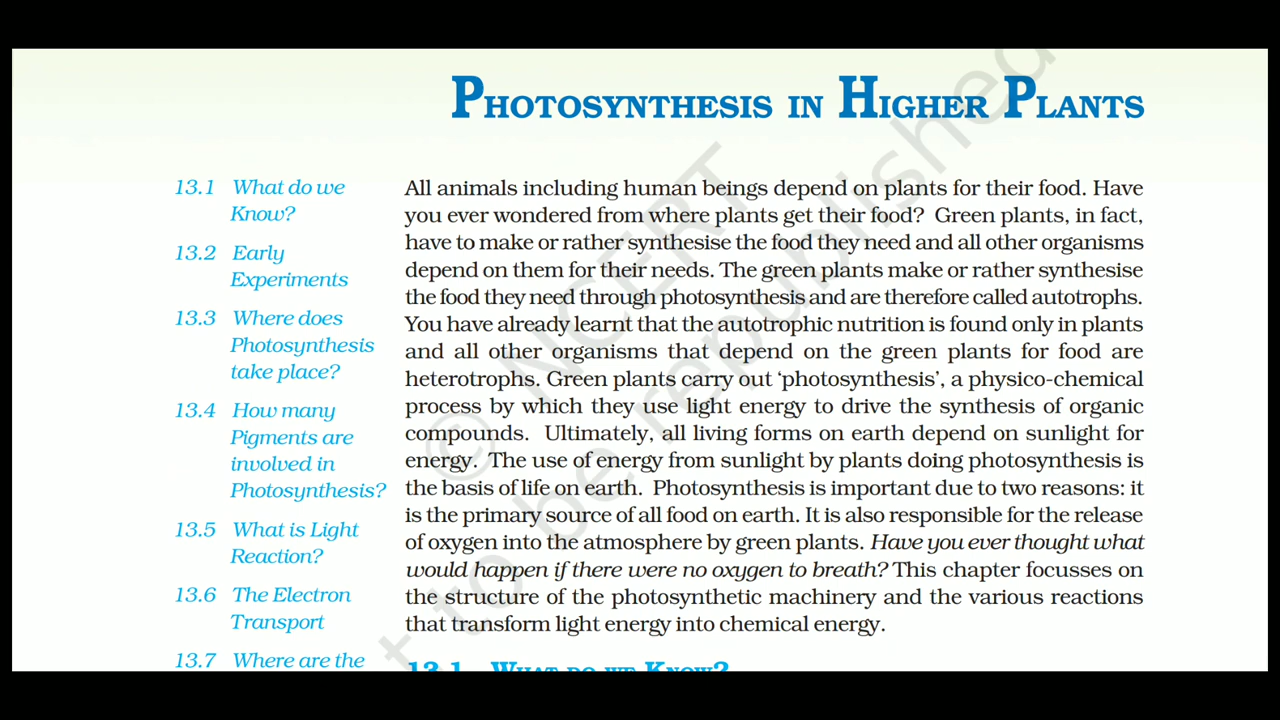 PHOTOSYNTHESIS IN HIGHER PLANTS
13.1 What do we
Know?
13.2 Early
Experiments
13.3 Where does
Photosynthesis
take place?
13.4 How many
Pigments are
involved in
Photosynthesis?
13.5 What is Light
Reaction?
13.6 The Electron
Transport
13.7 Where are the
All animals including human beings depend on plants for their food. Have
you ever wondered from where plants get their food? Green plants, in fact,
have to make or rather synthesise the food they need and all other organisms
depend on them for their needs. The green plants make or rather synthesise
the food they need through photosynthesis and are therefore called autotrophs.
You have already learnt that the autotrophic nutrition is found only in plants
and all other organisms that depend on the green plants for food are
heterotrophs. Green plants carry out ‘photosynthesis’, a physico-chemical
process by which they use light energy to drive the synthesis of organic
compounds. Ultimately, all living forms on earth depend on sunlight for
energy. The use of energy from sunlight by plants doing photosynthesis is
the basis of life on earth. Photosynthesis is important due to two reasons: it
is the primary source of all food on earth. It is also responsible for the release
of oxygen into the atmosphere by green plants. Have you ever thought what
would happen if there were no oxygen to breath? This chapter focusses on
the structure of the photosynthetic machinery and the various reactions
that transform light energy into chemical energy.
13.1 WHAT DO WE KNOW?
© NCERT
t to be republished